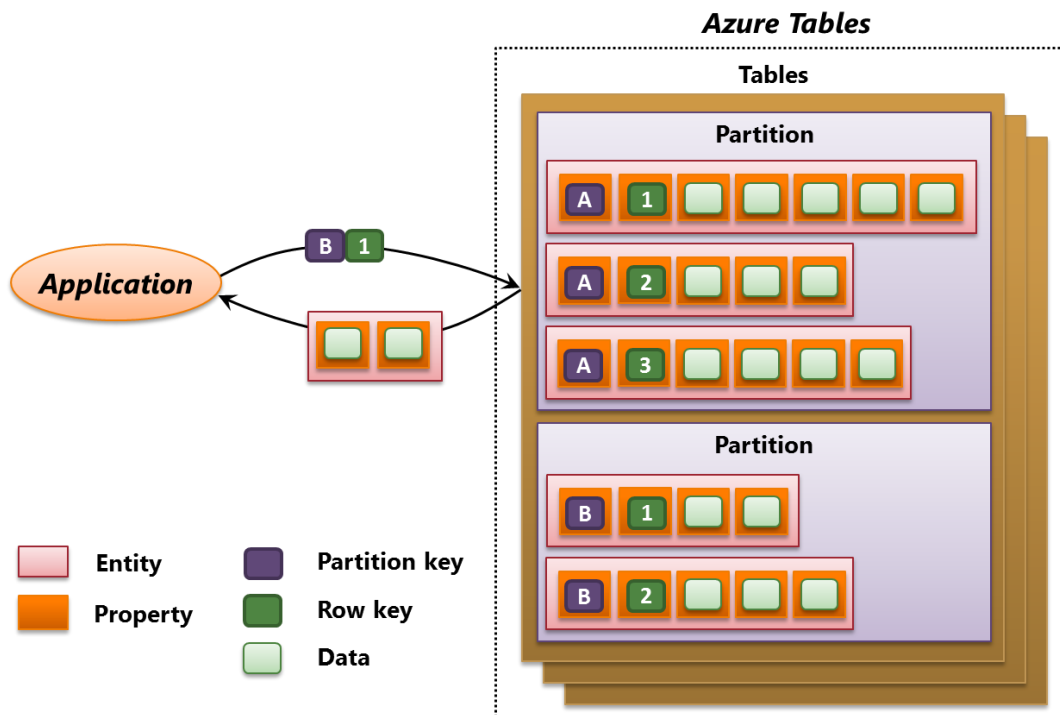 Azure Tables
Tables
Partition
A 1
A 2
A 3
Partition
B 1
B 2
Application
B 1
Entity
Property
Partition key
Row key
Data